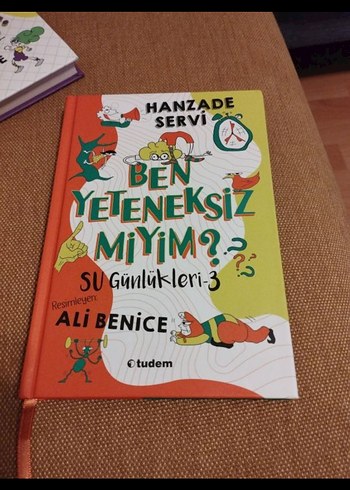 HANZADE
SERVİ
BEN
YETENEKSİZ
MİYİM?
SU Günlükleri-3
Resimleyen:
ALİ BENİCE
tudem